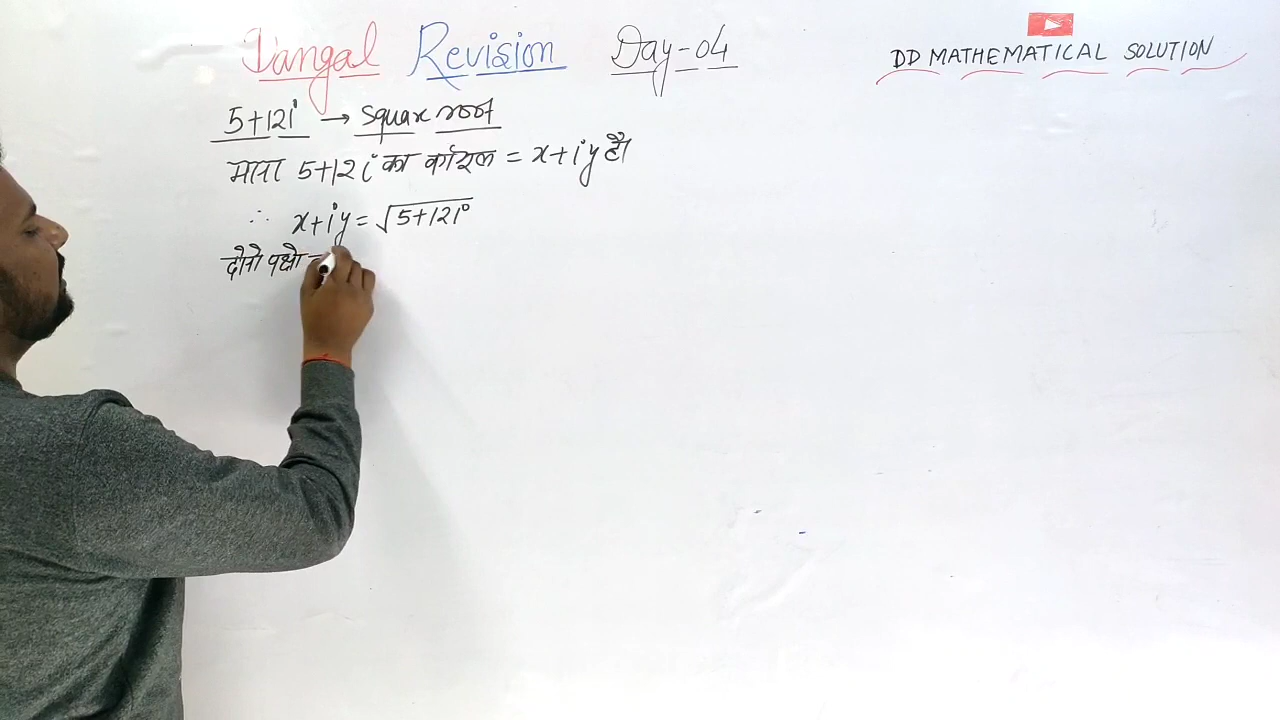 Dangal Revision Day-04
DD MATHEMATICAL SOLUTION
5+12i → Square root
माना 5+12i का वर्गमूल = x+iy है।
∴ x+iy = √5+12i
दोनो पक्षो